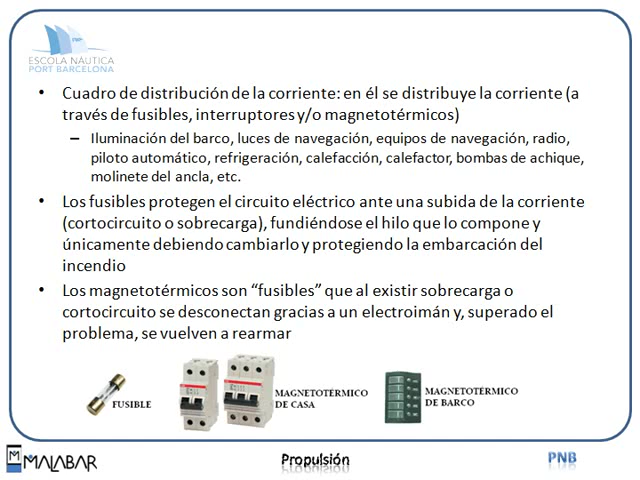 ESCOLA NÁUTICA
PORT BARCELONA
• Cuadro de distribución de la corriente: en él se distribuye la corriente (a
través de fusibles, interruptores y/o magnetotérmicos)
– Iluminación del barco, luces de navegación, equipos de navegación, radio,
piloto automático, refrigeración, calefacción, calefactor, bombas de achique,
molinete del ancla, etc.
• Los fusibles protegen el circuito eléctrico ante una subida de la corriente
(cortocircuito o sobrecarga), fundiéndose el hilo que lo compone y
únicamente debiendo cambiarlo y protegiendo la embarcación del
incendio
• Los magnetotérmicos son “fusibles” que al existir sobrecarga o
cortocircuito se desconectan gracias a un electroimán y, superado el
problema, se vuelven a rearmar
FUSIBLE
MAGNETOTÉRMICO
DE CASA
MAGNETOTÉRMICO
DE BARCO
MALABAR
Propulsión
PNB